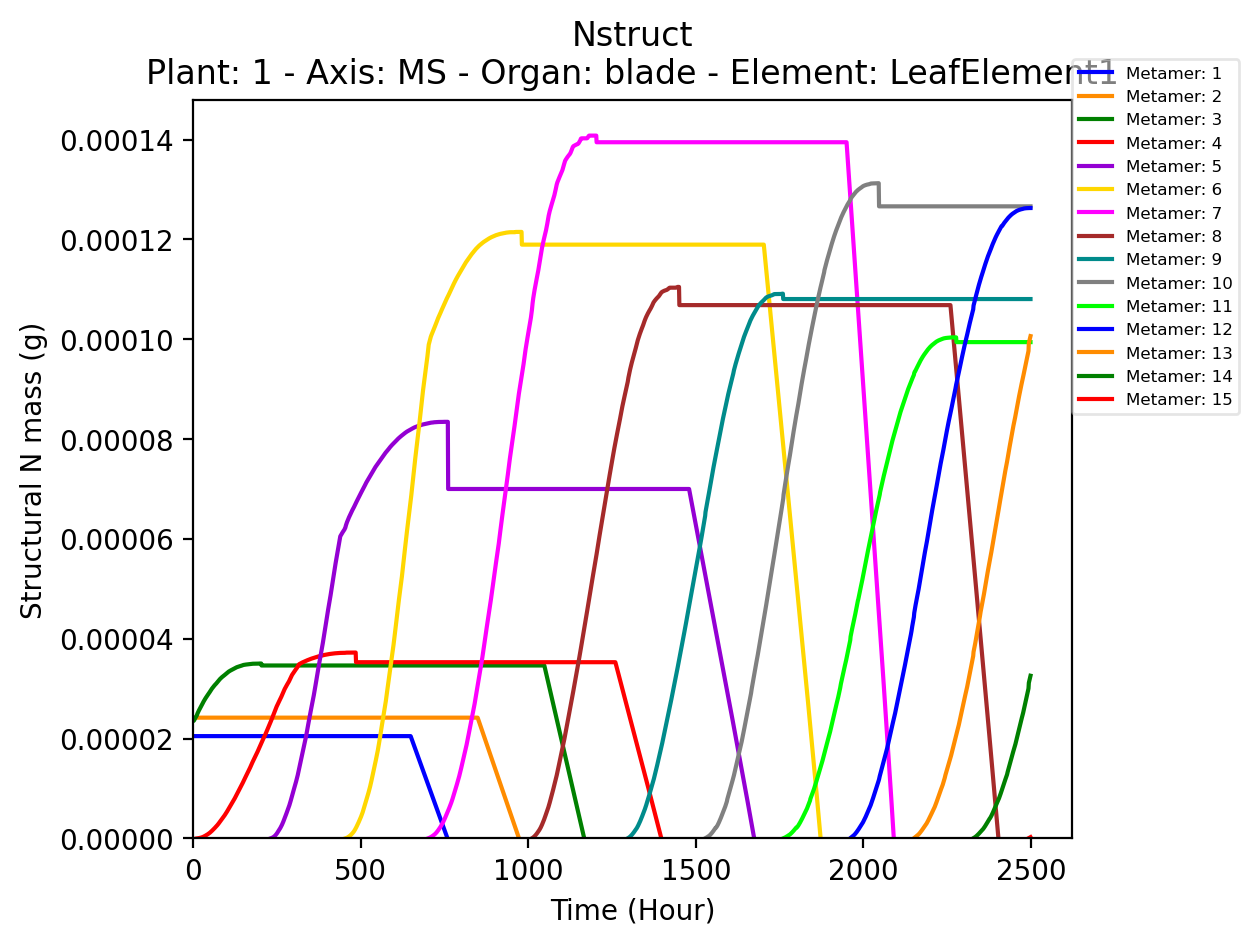 Nstruct
Plant: 1 - Axis: MS - Organ: blade - Element: LeafElement1
Metamer: 1
Metamer: 2
Metamer: 3
Metamer: 4
Metamer: 5
Metamer: 6
Metamer: 7
Metamer: 8
Metamer: 9
Metamer: 10
Metamer: 11
Metamer: 12
Metamer: 13
Metamer: 14
Metamer: 15
Structural N mass (g)
0.00014
0.00012
0.00010
0.00008
0.00006
0.00004
0.00002
0.00000
0 500 1000 1500 2000 2500
Time (Hour)